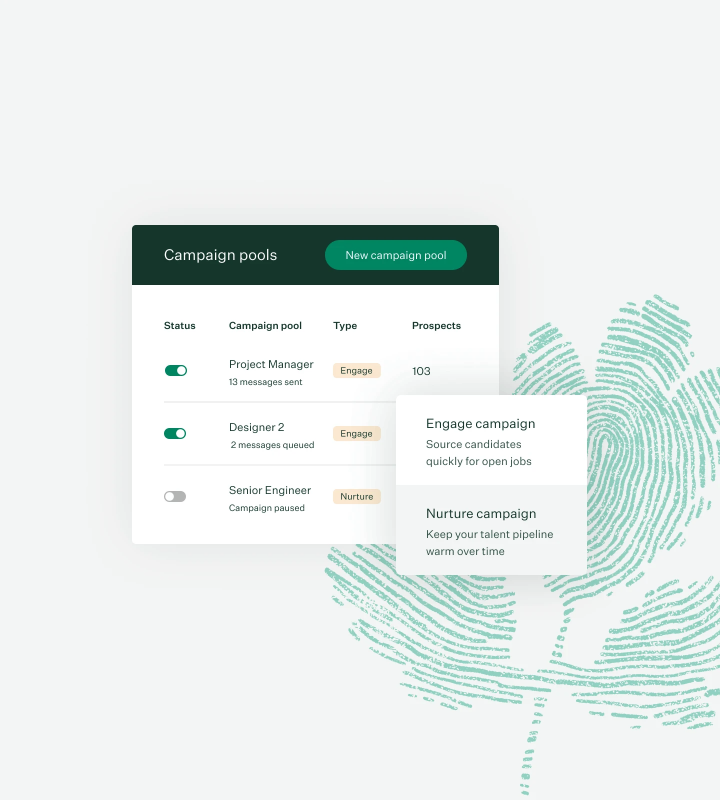 Campaign pools
New campaign pool
Status Campaign pool Type Prospects
Project Manager Engage 103
13 messages sent
Designer 2 Engage
2 messages queued
Senior Engineer Nurture
Campaign paused
Engage campaign
Source candidates
quickly for open jobs
Nurture campaign
Keep your talent pipeline
warm over time